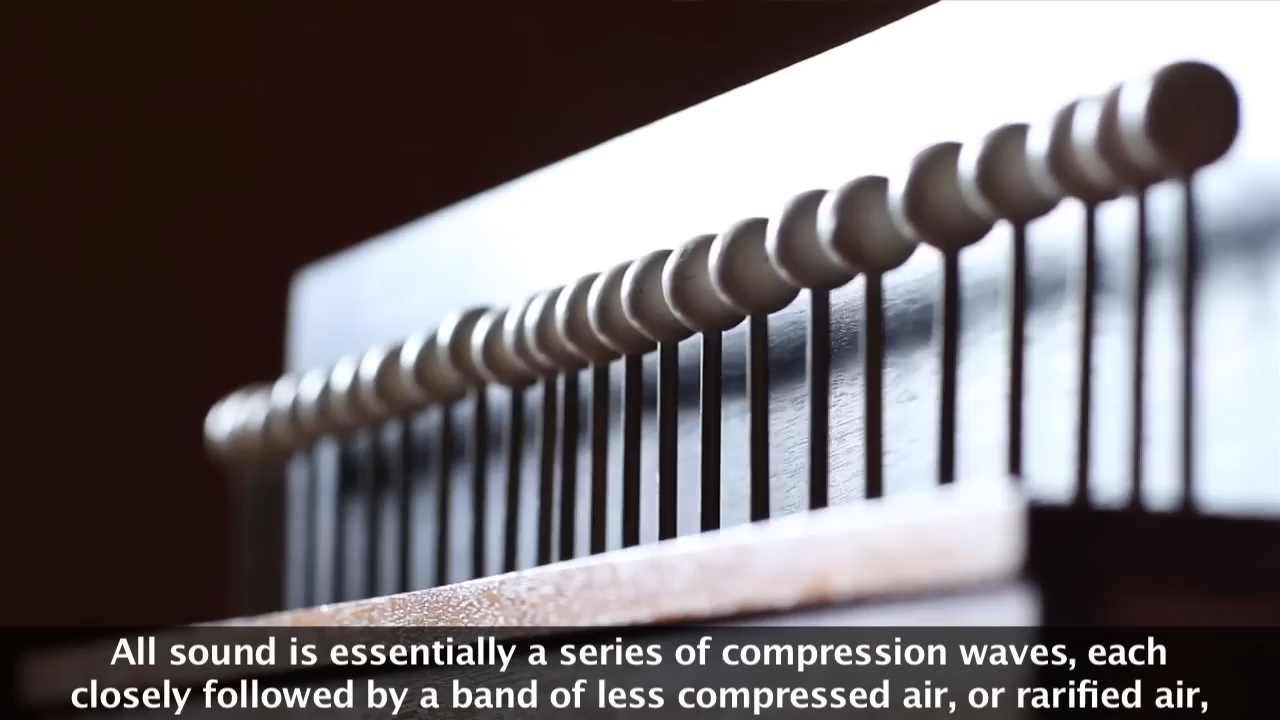 All sound is essentially a series of compression waves, each
closely followed by a band of less compressed air, or rarified air,